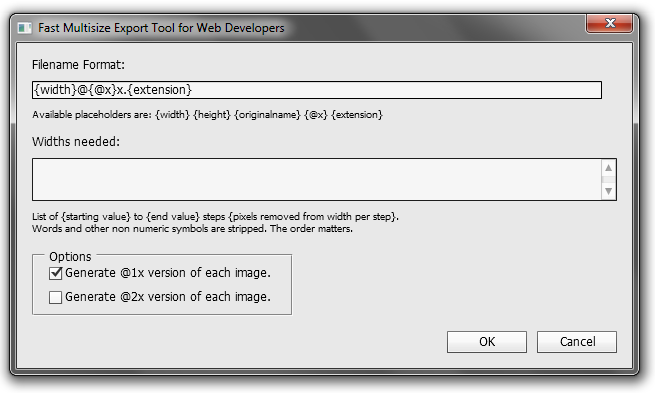 Fast Multisize Export Tool for Web Developers
Filename Format:
{width}@{@x}x.{extension}
Available placeholders are: {width} {height} {originalname} {@x} {extension}
Widths needed:
List of {starting value} to {end value} steps {pixels removed from width per step}.
Words and other non numeric symbols are stripped. The order matters.
Options
Generate @1x version of each image.
Generate @2x version of each image.
OK Cancel